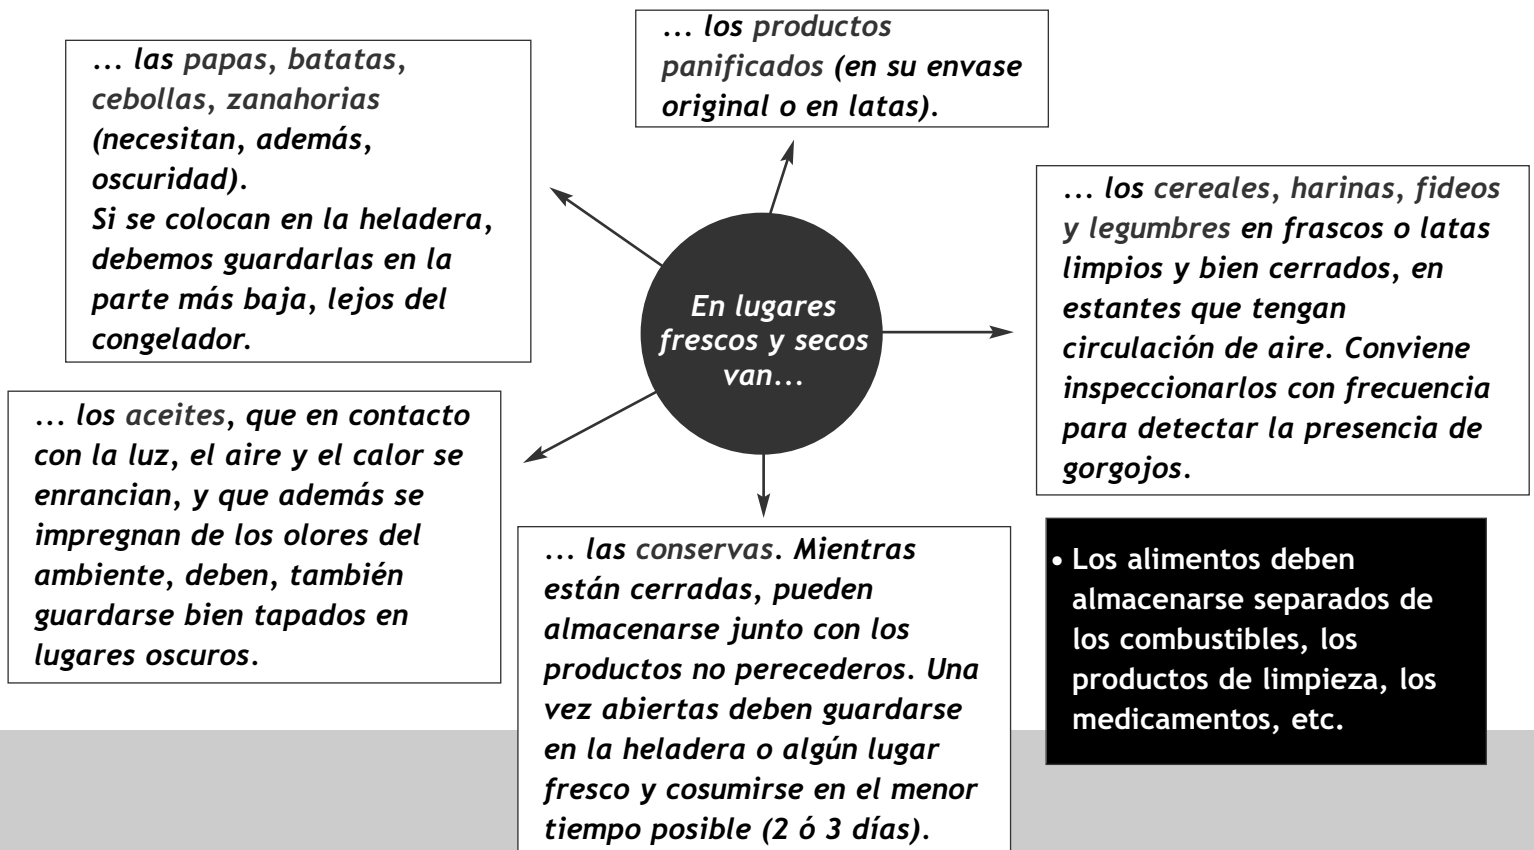 ... los productos
panificados (en su envase
original o en latas).
... las papas, batatas,
cebollas, zanahorias
(necesitan, además,
oscuridad).
Si se colocan en la heladera,
debemos guardarlas en la
parte más baja, lejos del
congelador.
... los cereales, harinas, fideos
y legumbres en frascos o latas
limpios y bien cerrados, en
estantes que tengan
circulación de aire. Conviene
inspeccionarlos con frecuencia
para detectar la presencia de
gorgojos.
En lugares
frescos y secos
van...
... los aceites, que en contacto
con la luz, el aire y el calor se
enrancian, y que además se
impregnan de los olores del
ambiente, deben, también
guardarse bien tapados en
lugares oscuros.
... las conservas. Mientras
están cerradas, pueden
almacenarse junto con los
productos no perecederos. Una
vez abiertas deben guardarse
en la heladera o algún lugar
fresco y cosumirse en el menor
tiempo posible (2 ó 3 días).
• Los alimentos deben
almacenarse separados de
los combustibles, los
productos de limpieza, los
medicamentos, etc.